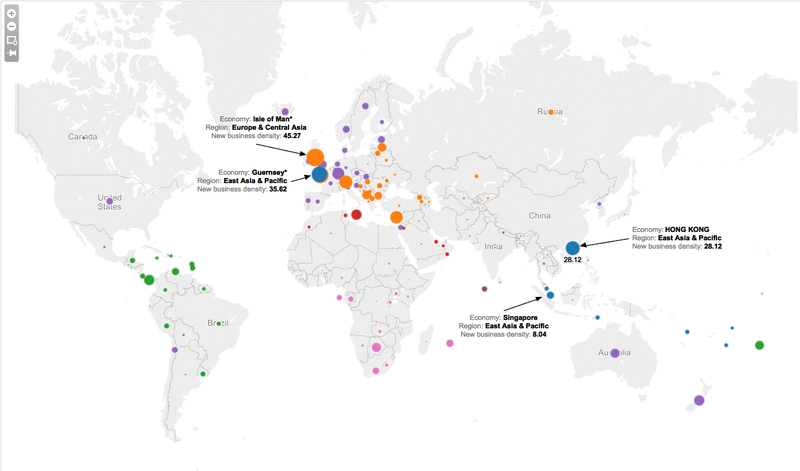 Economy: Isle of Man*
Region: Europe & Central Asia
New business density: 45.27
Canada
Russia
Economy: Guernsey*
Region: East Asia & Pacific
New business density: 35.62
United
States
China
India
Economy: HONG KONG
Region: East Asia & Pacific
New business density: 28.12
28.12
Economy: Singapore
Region: East Asia & Pacific
New business density: 8.04
Brazil
Australia